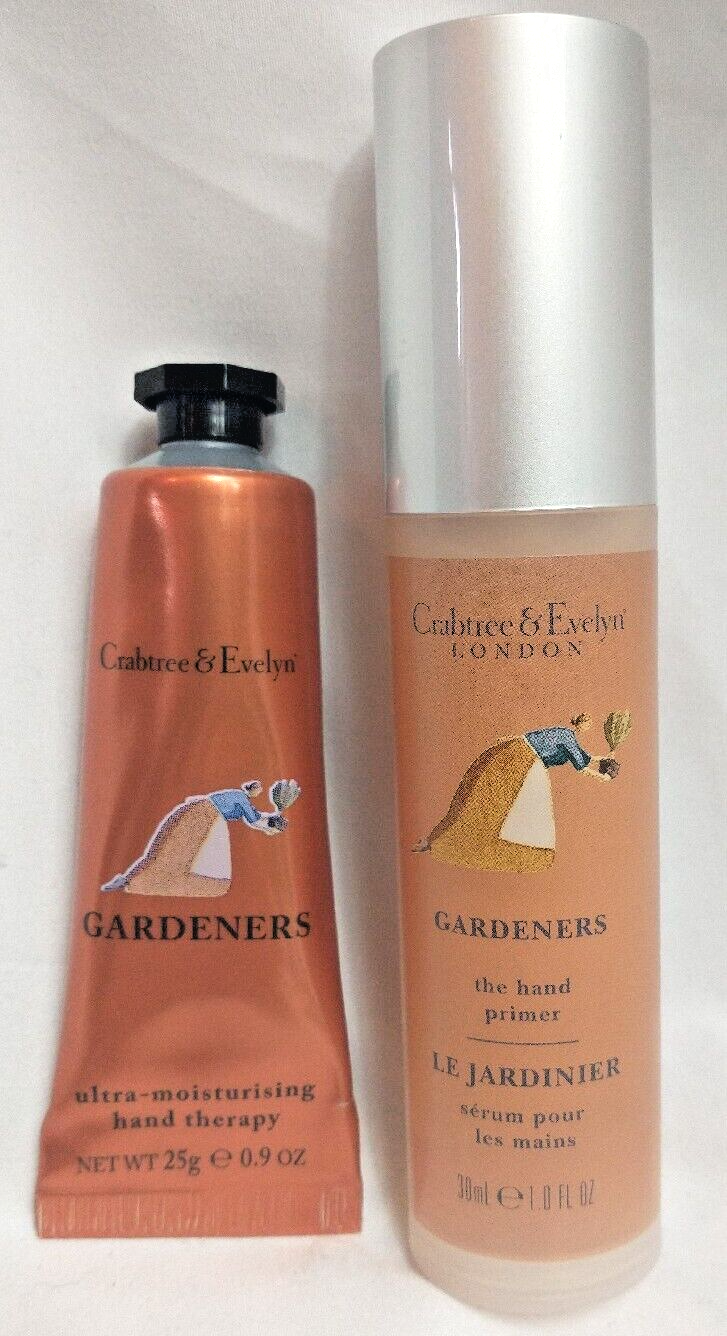 Crabtree & Evelyn®
GARDENERS
ultra-moisturising
hand therapy
NET WT 25g ℮ 0.9 OZ
Crabtree & Evelyn®
LONDON
GARDENERS
the hand
primer
LE JARDINIER
sérum pour
les mains
30ml ℮ 1.0 FL OZ